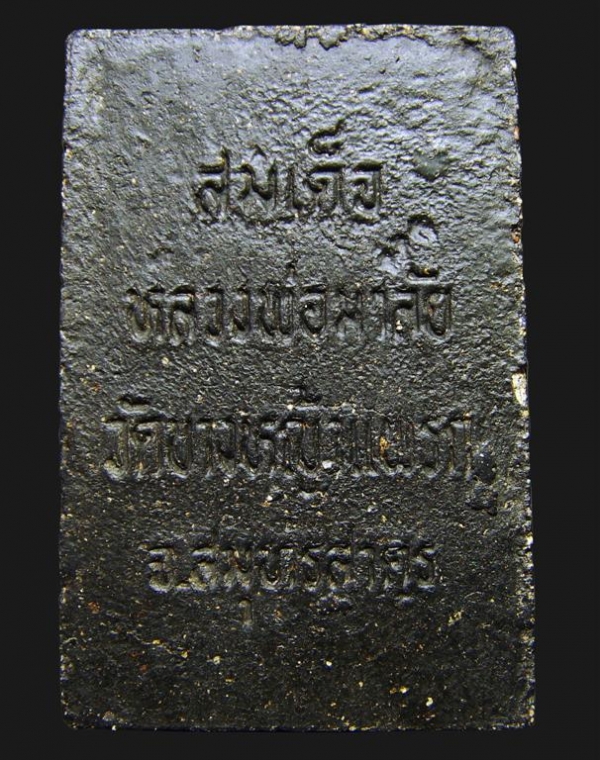 สมเด็จ
หลวงพ่อมาลัย
วัดบางหญ้าแพรก
จ.สมุทรสาคร